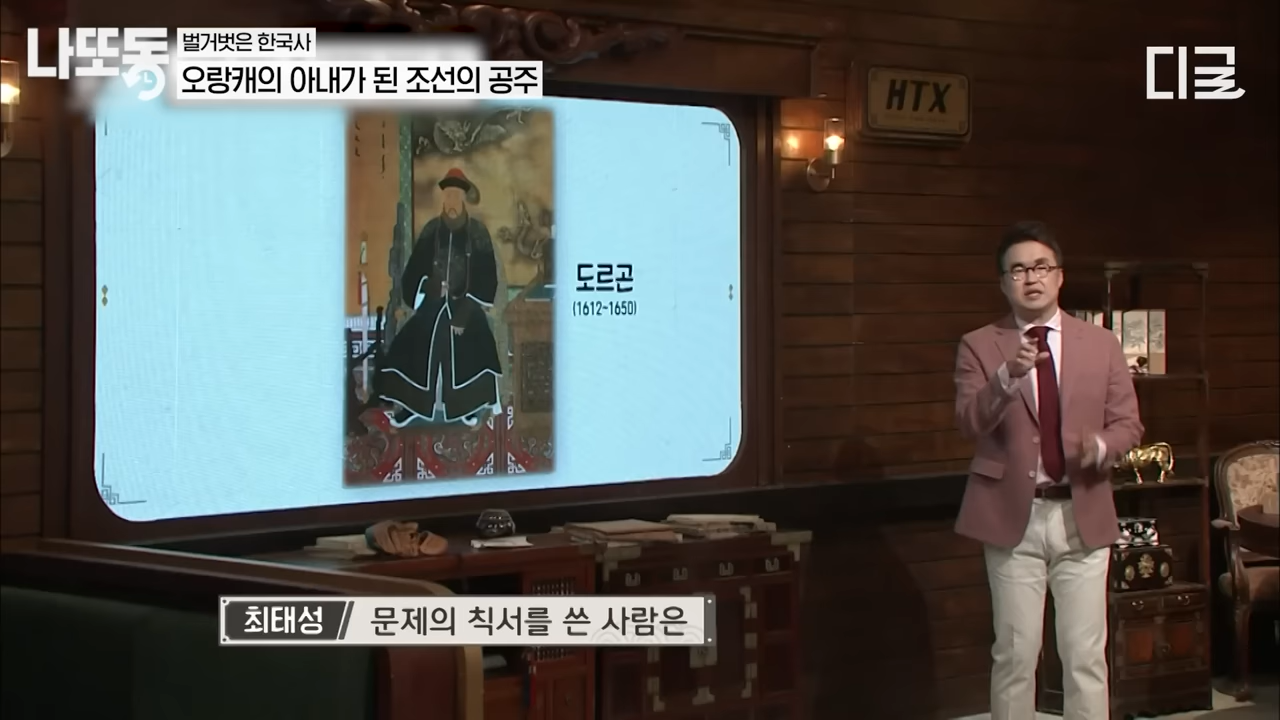 나또동
벌거벗은 한국사
오랑캐의 아내가 된 조선의 공주
디글
HTX
도르곤
(1612~1650)
최태성 / 문제의 칙서를 쓴 사람은